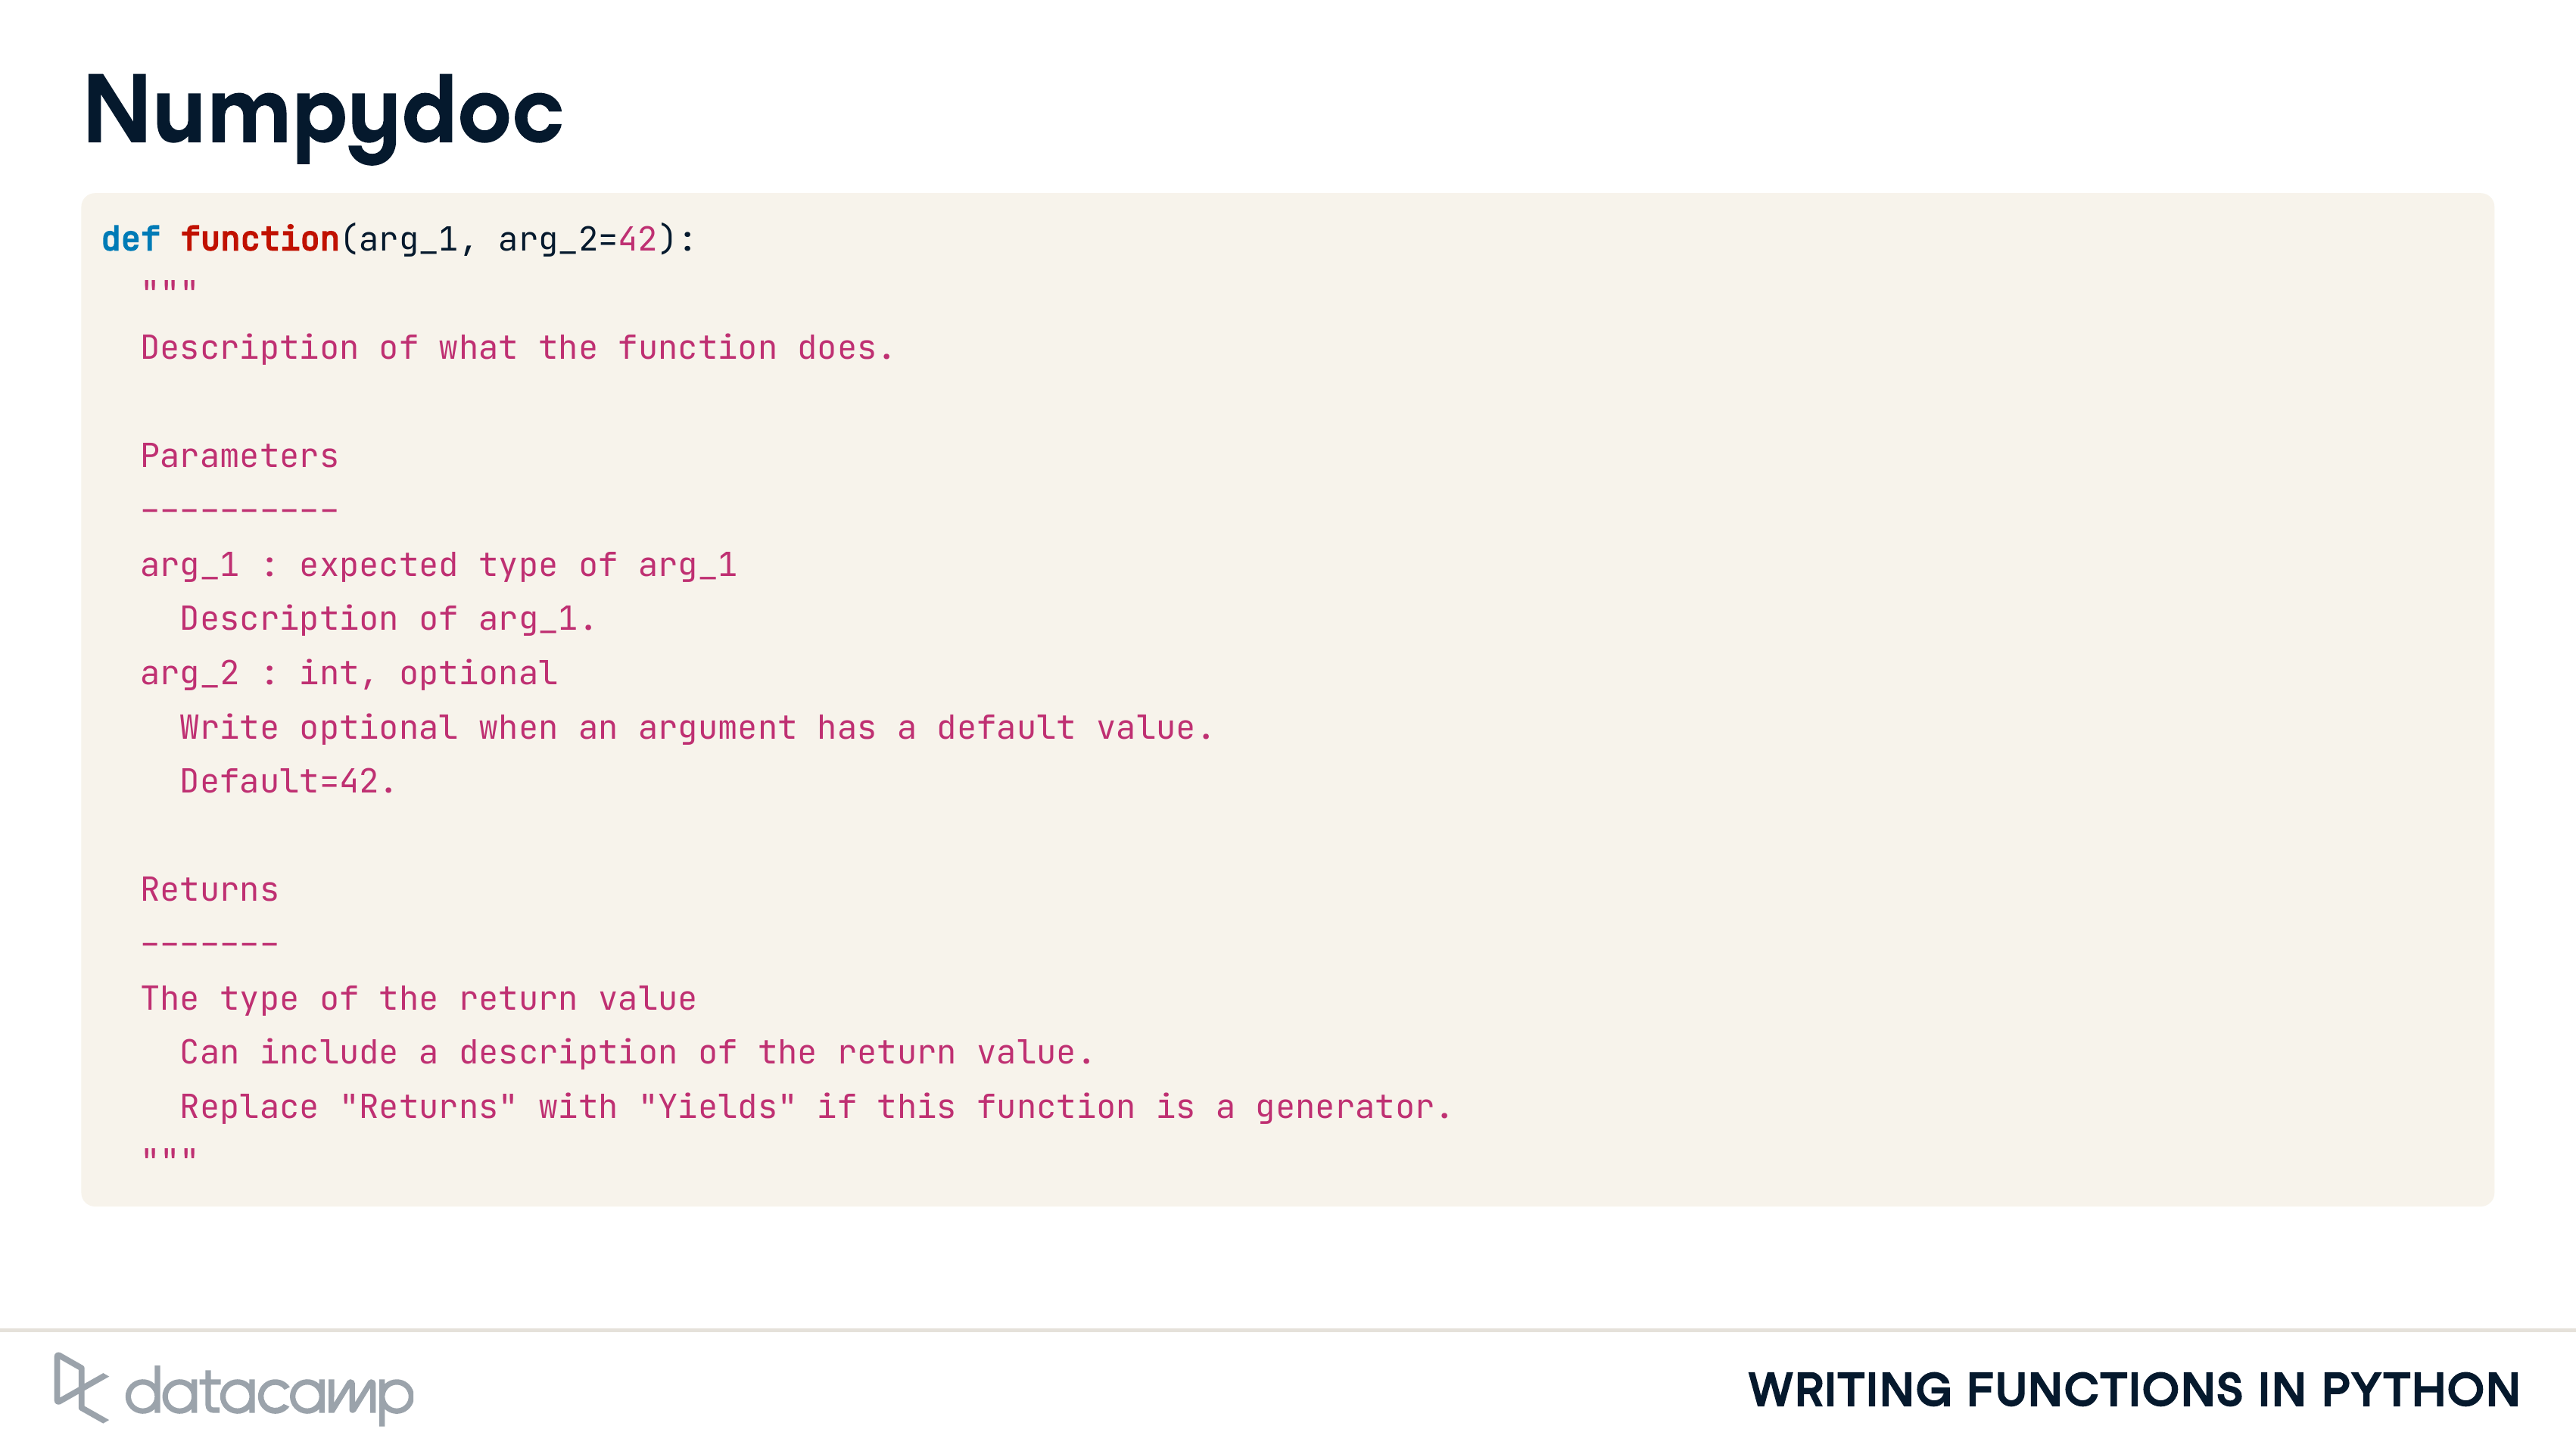 Numpydoc
def function(arg_1, arg_2=42):
"""
Description of what the function does.
Parameters
----------
arg_1 : expected type of arg_1
Description of arg_1.
arg_2 : int, optional
Write optional when an argument has a default value.
Default=42.
Returns
-------
The type of the return value
Can include a description of the return value.
Replace "Returns" with "Yields" if this function is a generator.
"""
datacamp
WRITING FUNCTIONS IN PYTHON